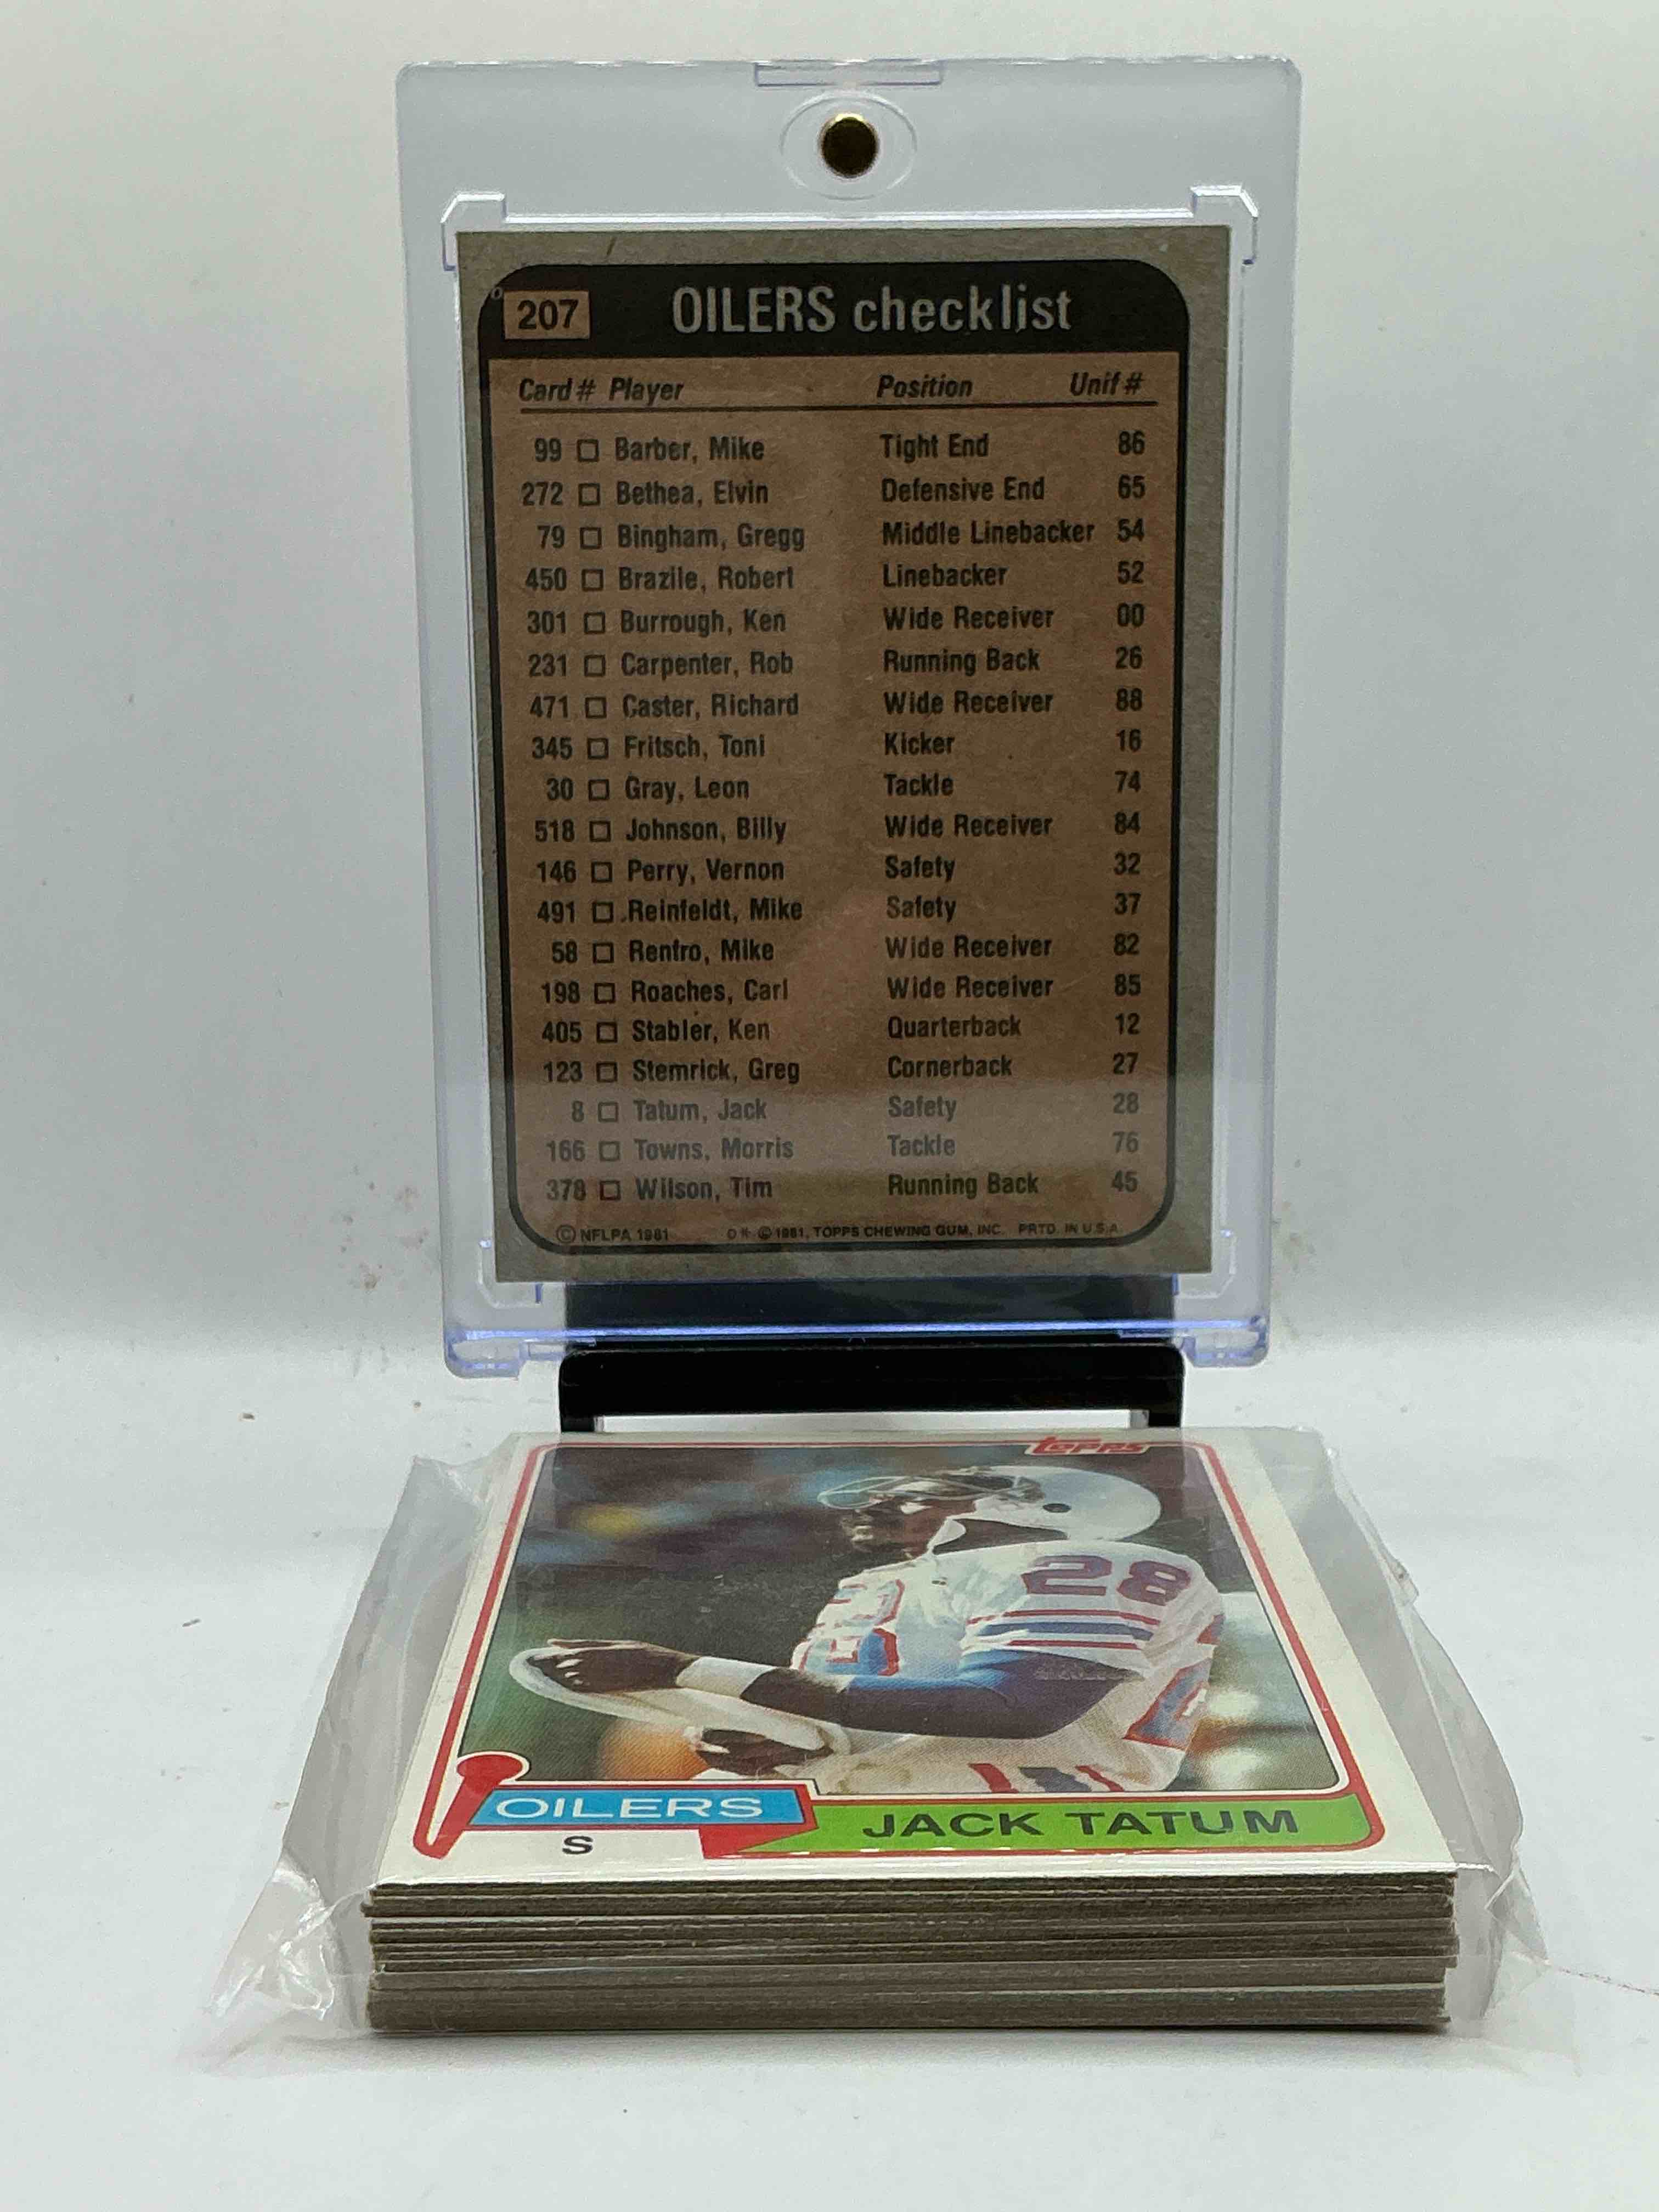 207 OILERS checklist
Card # Player Position Unif #
99 Barber, Mike Tight End 86
272 Bethea, Elvin Defensive End 65
79 Bingham, Gregg Middle Linebacker 54
450 Brazile, Robert Linebacker 52
301 Burrough, Ken Wide Receiver 00
231 Carpenter, Rob Running Back 26
471 Caster, Richard Wide Receiver 88
345 Fritsch, Toni Kicker 16
30 Gray, Leon Tackle 74
518 Johnson, Billy Wide Receiver 84
146 Perry, Vernon Safety 32
491 Reinfeldt, Mike Safety 37
58 Renfro, Mike Wide Receiver 82
198 Roaches, Carl Wide Receiver 85
405 Stabler, Ken Quarterback 12
123 Stemrick, Greg Cornerback 27
8 Tatum, Jack Safety 28
166 Towns, Morris Tackle 76
378 Wilson, Tim Running Back 45
© NFLPA 1981 D* © 1981, TOPPS CHEWING GUM, INC. PRTD. IN U.S.A.
topps
28
OILERS
JACK TATUM
S